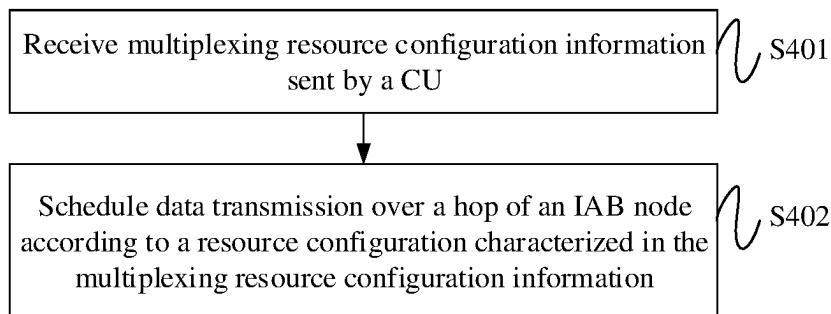 Receive multiplexing resource configuration information
sent by a CU
S401
Schedule data transmission over a hop of an IAB node
according to a resource configuration characterized in the
multiplexing resource configuration information
S402